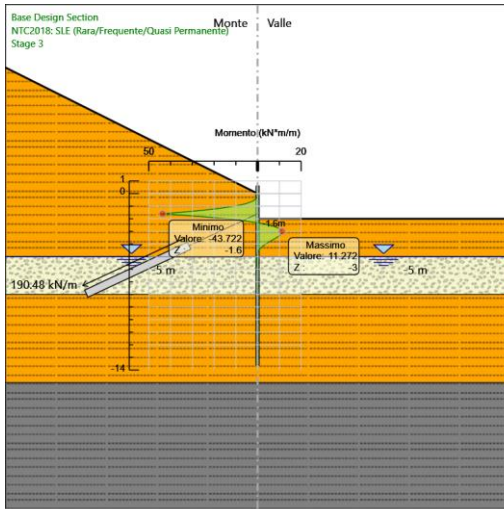 Base Design Section
NTC2018: SLE (Rara/Frequente/Quasi Permanente)
Stage 3
Monte
Valle
Momento (kN*m/m)
50
20
1
0
-1.6m
Minimo
Valore: -43.722
Z -1.6
Massimo
Valore: 11.272
Z -3
-5 m
-5 m
190.48 kN/m
-14